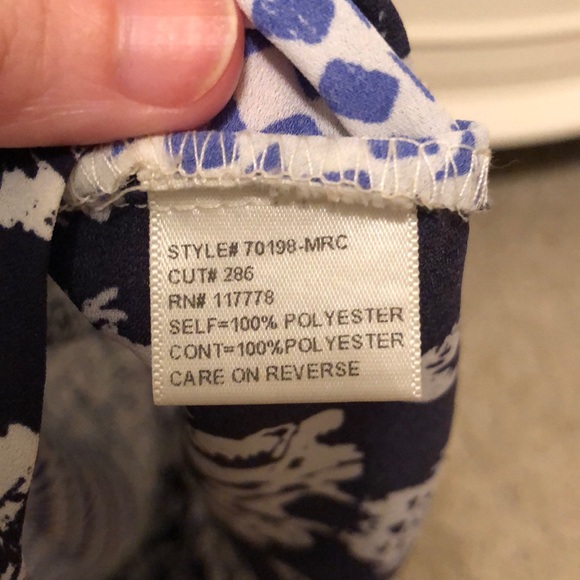 STYLE# 70198-MRC
CUT# 286
RN# 117778
SELF=100% POLYESTER
CONT=100%POLYESTER
CARE ON REVERSE